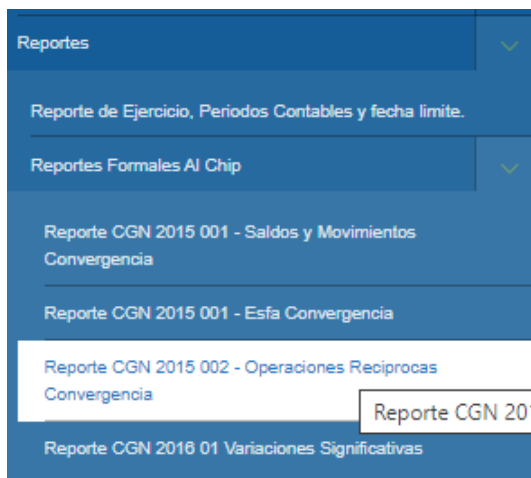 Reportes
Reporte de Ejercicio, Periodos Contables y fecha limite.
Reportes Formales Al Chip
Reporte CGN 2015 001 - Saldos y Movimientos
Convergencia
Reporte CGN 2015 001 - Esfa Convergencia
Reporte CGN 2015 002 - Operaciones Reciprocas
Convergencia
Reporte CGN 201
Reporte CGN 2016 01 Variaciones Significativas